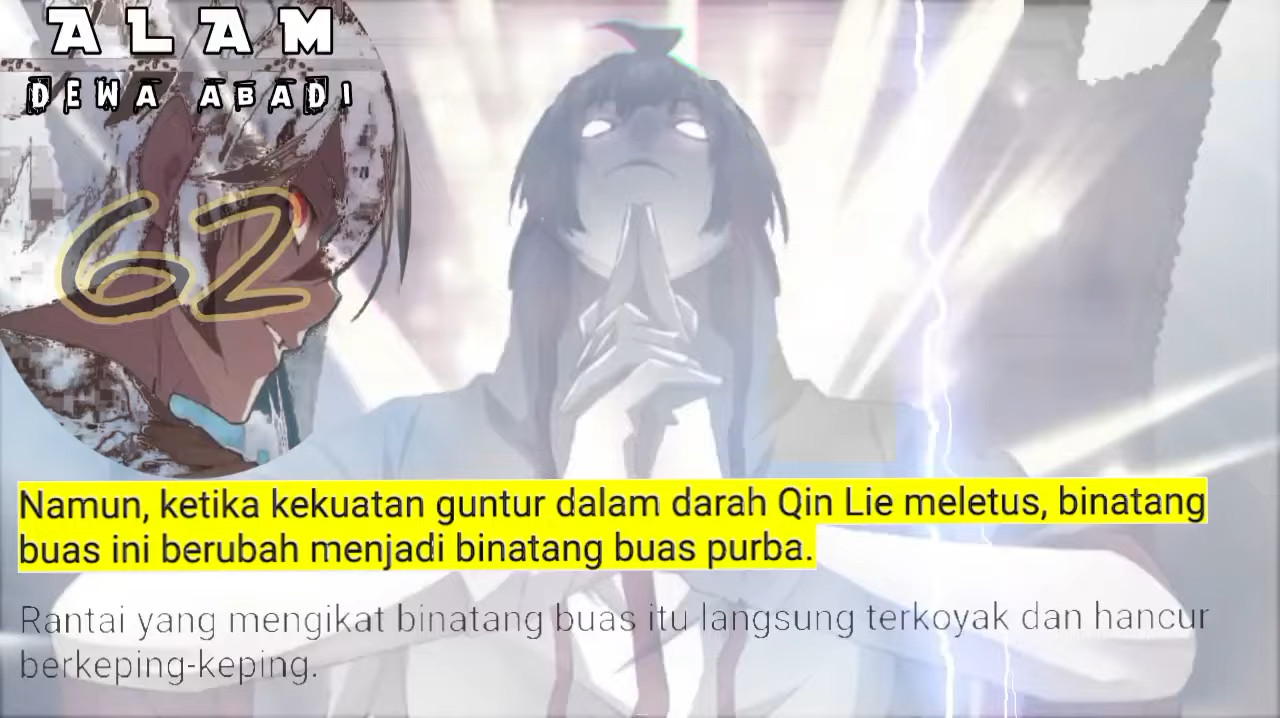 ALAM
DEWA ABADI
62
Namun, ketika kekuatan guntur dalam darah Qin Lie meletus, binatang
buas ini berubah menjadi binatang buas purba.
Rantai yang mengikat binatang buas itu langsung terkoyak dan hancur
berkeping-keping.